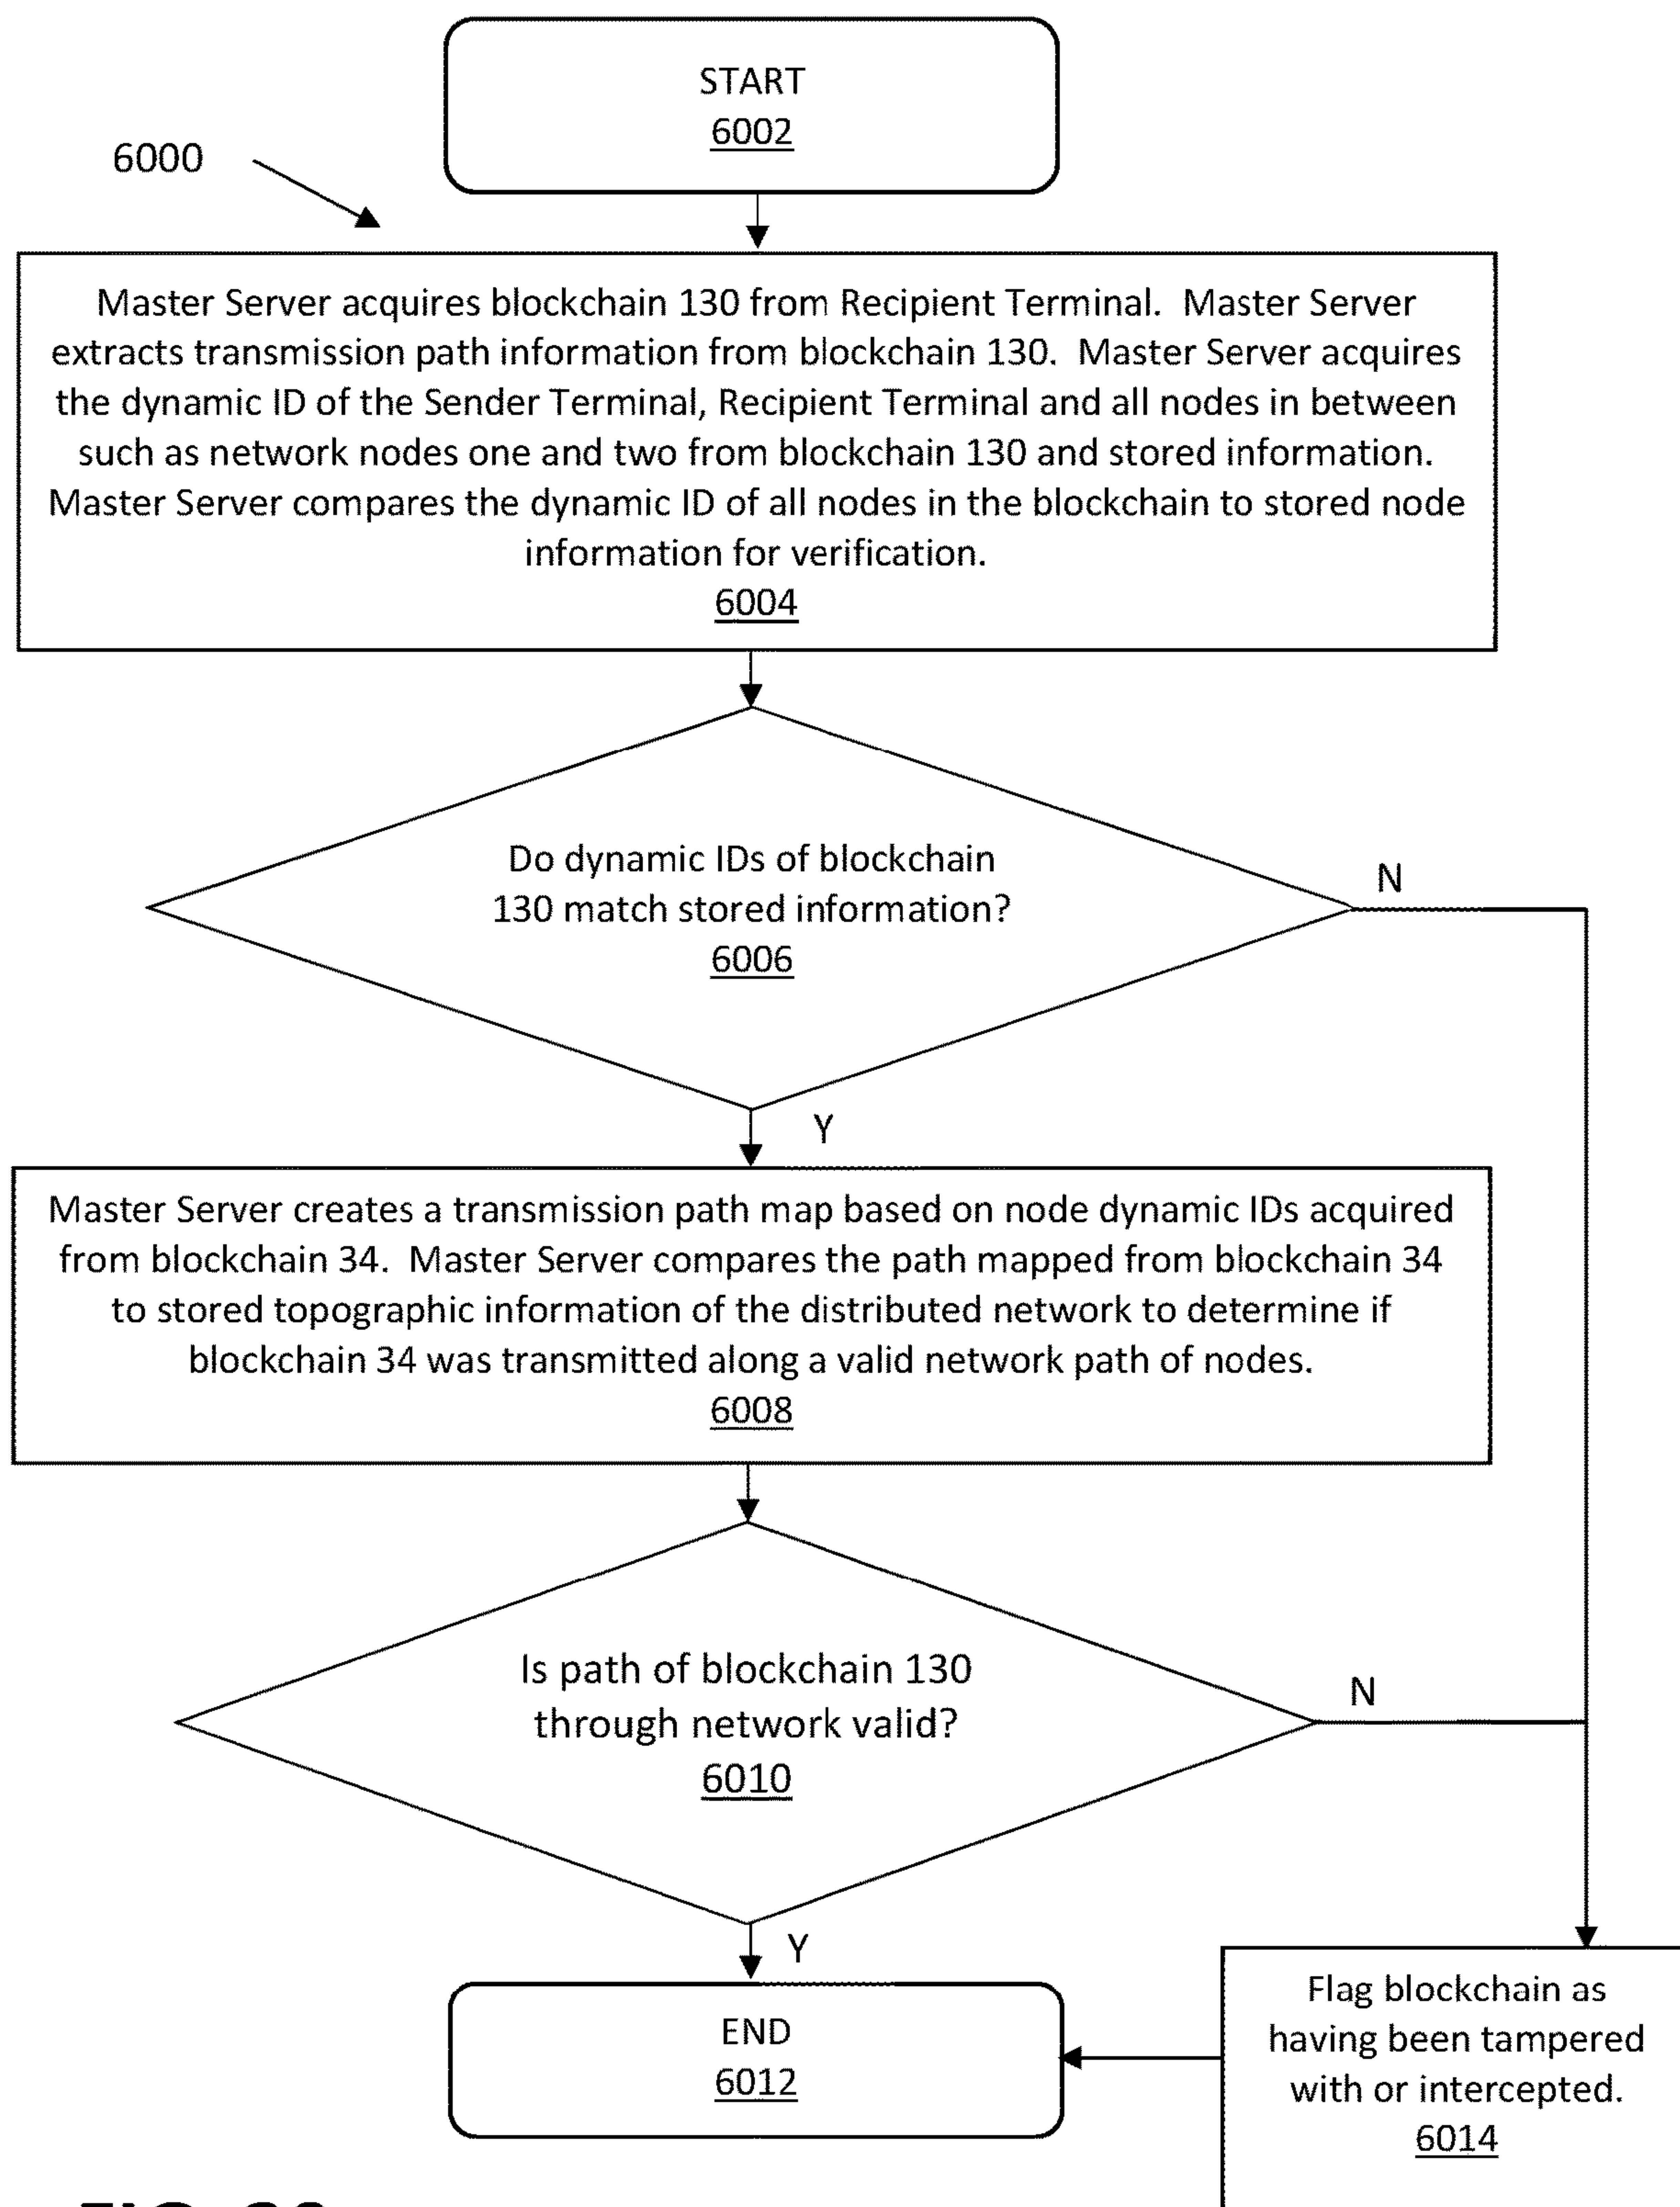 START
6002
6000
Master Server acquires blockchain 130 from Recipient Terminal.  Master Server
extracts transmission path information from blockchain 130.  Master Server acquires
the dynamic ID of the Sender Terminal, Recipient Terminal and all nodes in between
such as network nodes one and two from blockchain 130 and stored information.
Master Server compares the dynamic ID of all nodes in the blockchain to stored node
information for verification.
6004
Do dynamic IDs of blockchain
130 match stored information?
6006
N
Y
Master Server creates a transmission path map based on node dynamic IDs acquired
from blockchain 34.  Master Server compares the path mapped from blockchain 34
to stored topographic information of the distributed network to determine if
blockchain 34 was transmitted along a valid network path of nodes.
6008
Is path of blockchain 130
through network valid?
6010
N
Y
END
6012
Flag blockchain as
having been tampered
with or intercepted.
6014